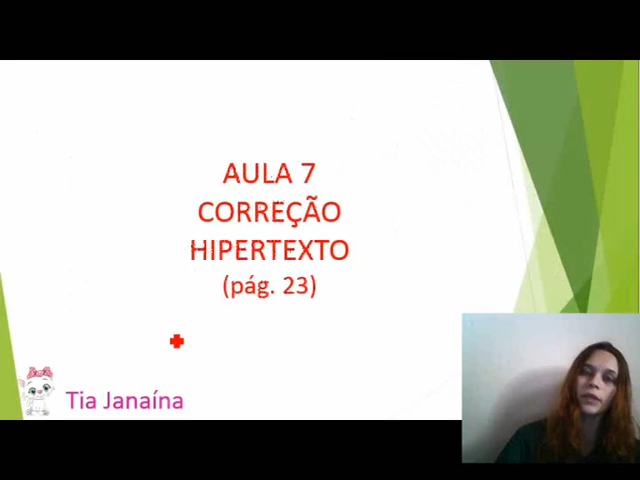 AULA 7
CORREÇÃO
HIPERTEXTO
(pág. 23)
Tia Janaína